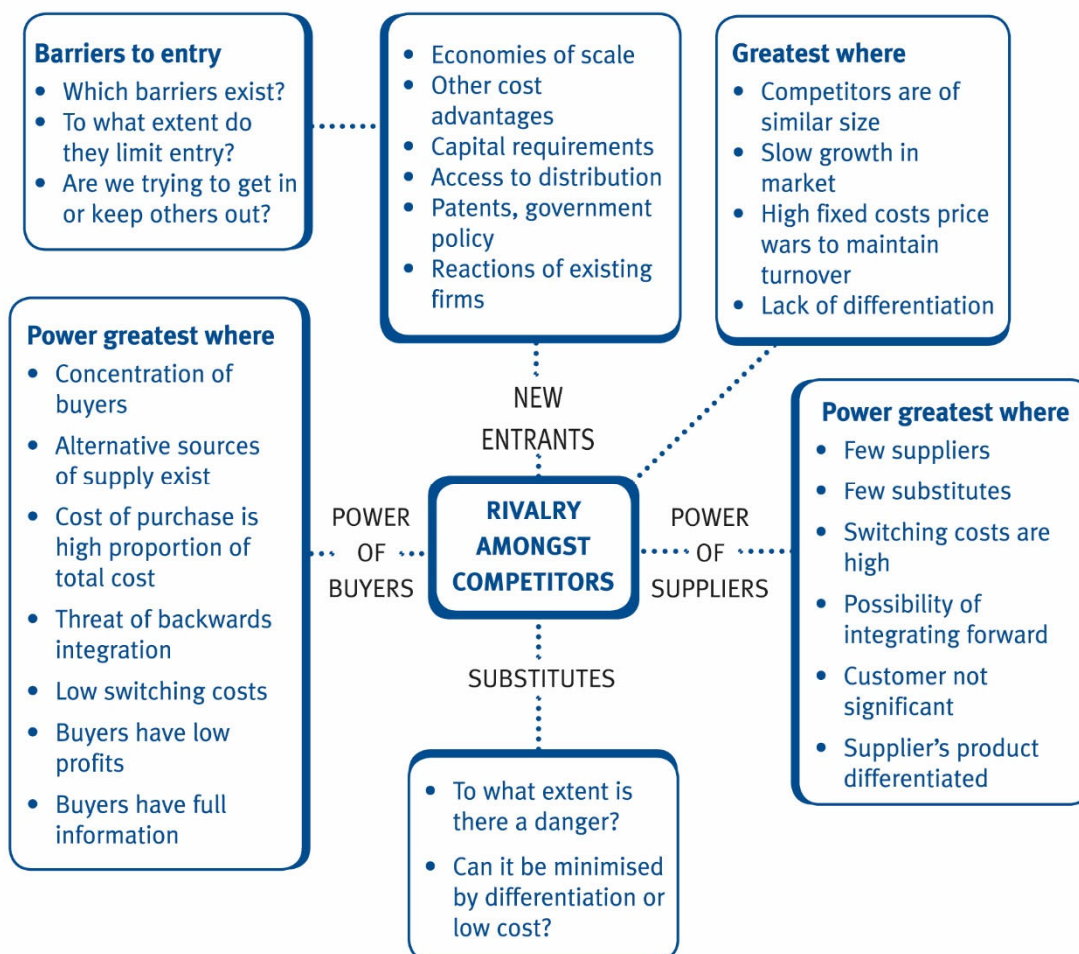 Barriers to entry
• Which barriers exist?
• To what extent do
they limit entry?
• Are we trying to get in
or keep others out?
• Economies of scale
• Other cost
advantages
• Capital requirements
• Access to distribution
• Patents, government
policy
• Reactions of existing
firms
Greatest where
• Competitors are of
similar size
• Slow growth in
market
• High fixed costs price
wars to maintain
turnover
• Lack of differentiation
Power greatest where
• Concentration of
buyers
• Alternative sources
of supply exist
• Cost of purchase is
high proportion of
total cost
• Threat of backwards
integration
• Low switching costs
• Buyers have low
profits
• Buyers have full
information
NEW
ENTRANTS
POWER
OF
BUYERS
RIVALRY
AMONGST
COMPETITORS
POWER
OF
SUPPLIERS
Power greatest where
• Few suppliers
• Few substitutes
• Switching costs are
high
• Possibility of
integrating forward
• Customer not
significant
• Supplier's product
differentiated
SUBSTITUTES
• To what extent is
there a danger?
• Can it be minimised
by differentiation or
low cost?